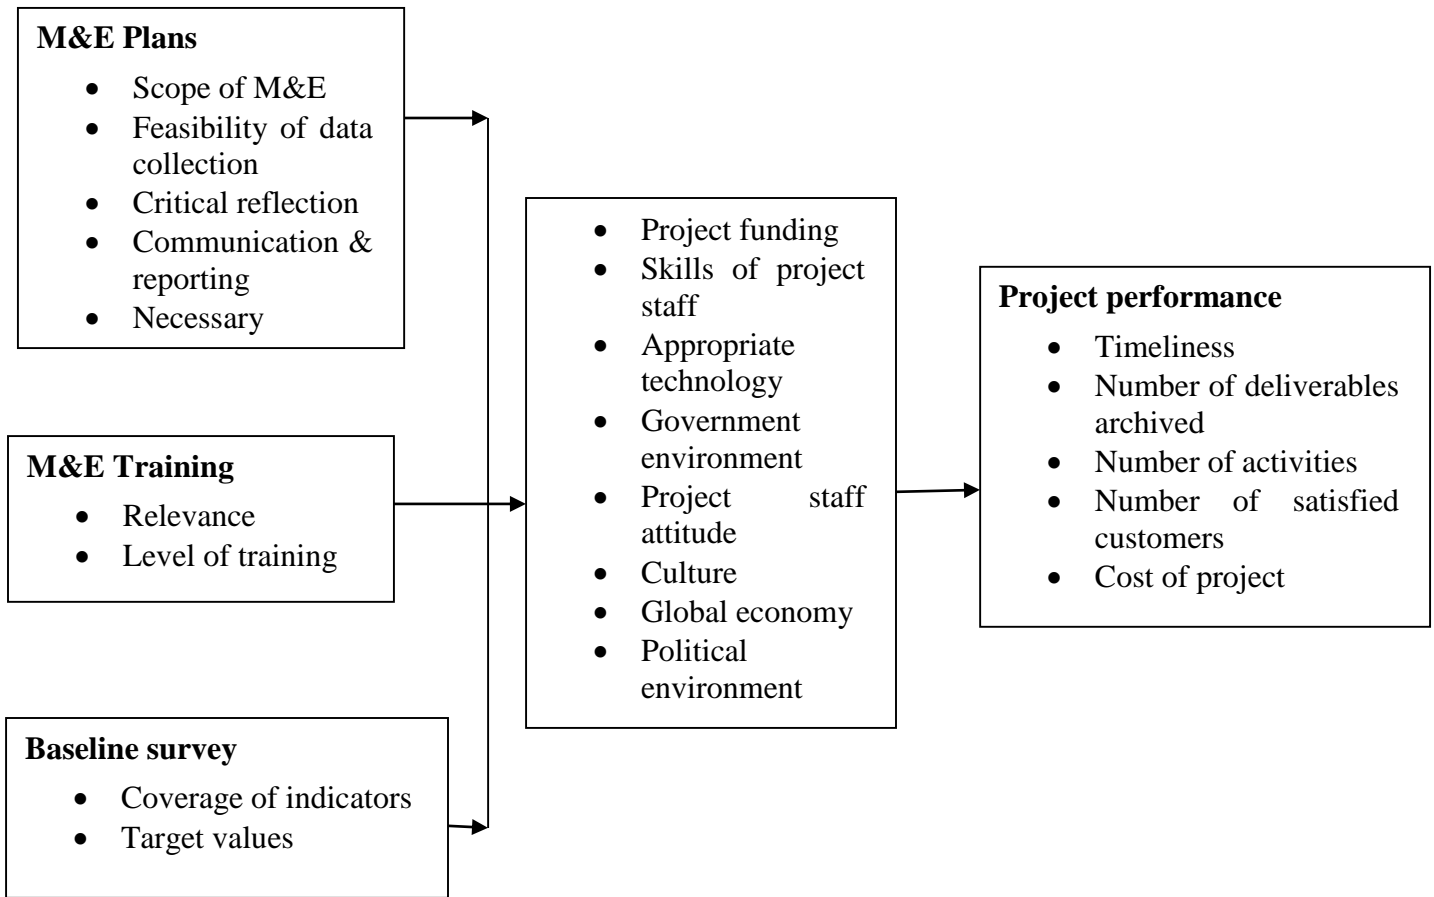 M&E Plans
• Scope of M&E
• Feasibility of data
collection
• Critical reflection
• Communication &
reporting
• Necessary
M&E Training
• Relevance
• Level of training
Baseline survey
• Coverage of indicators
• Target values
• Project funding
• Skills of project
staff
• Appropriate
technology
• Government
environment
• Project staff
attitude
• Culture
• Global economy
• Political
environment
Project performance
• Timeliness
• Number of deliverables
archived
• Number of activities
• Number of satisfied
customers
• Cost of project